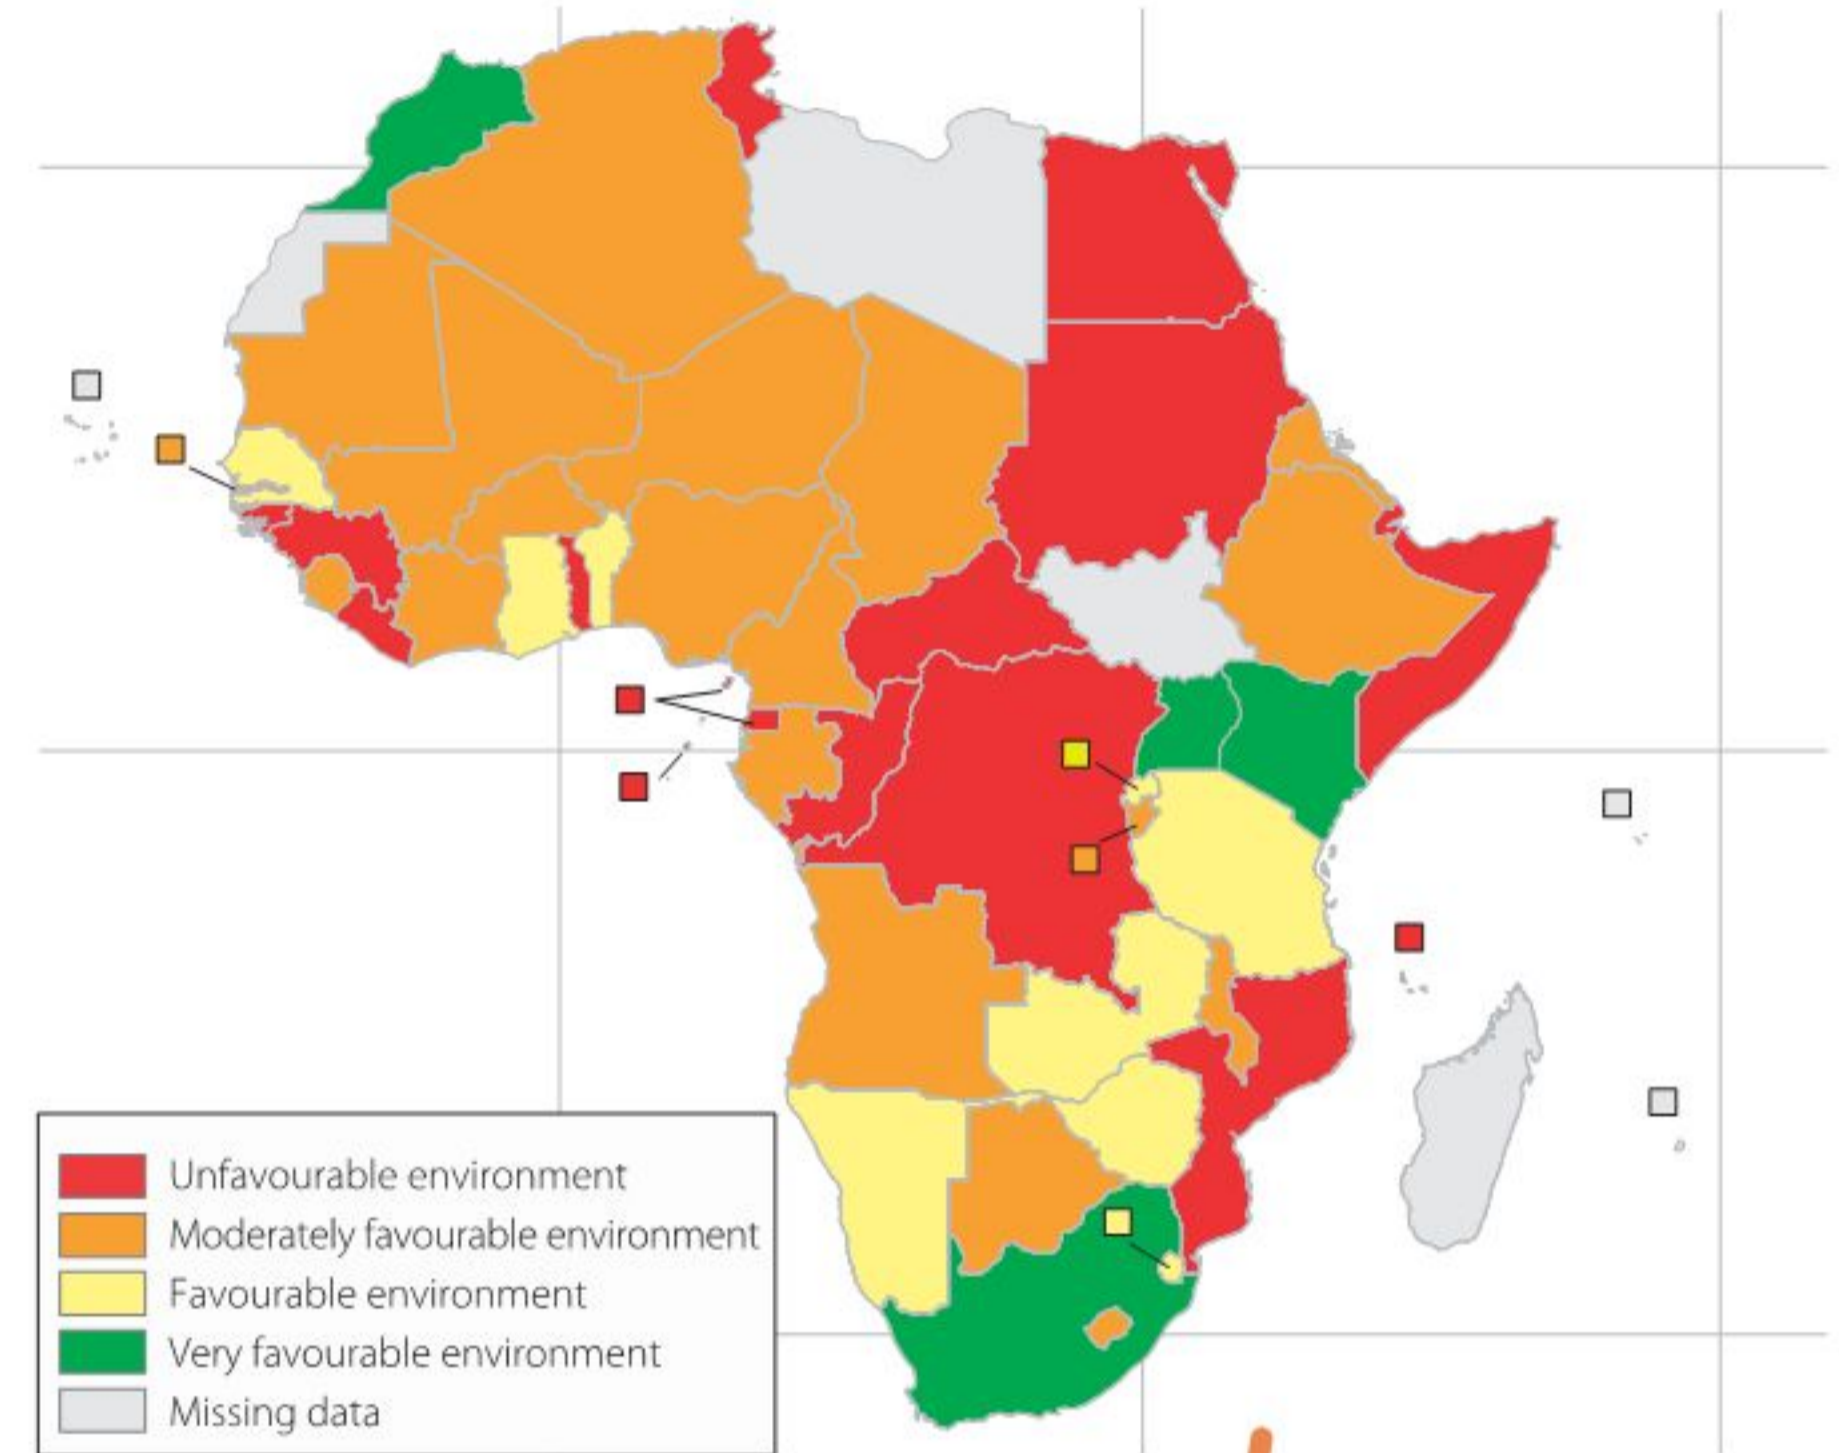 Unfavourable environment
Moderately favourable environment
Favourable environment
Very favourable environment
Missing data